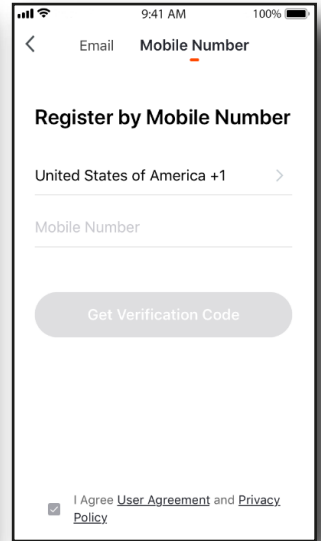 9:41 AM 100%
Email Mobile Number
Register by Mobile Number
United States of America +1
Mobile Number
Get Verification Code
I Agree User Agreement and Privacy
Policy